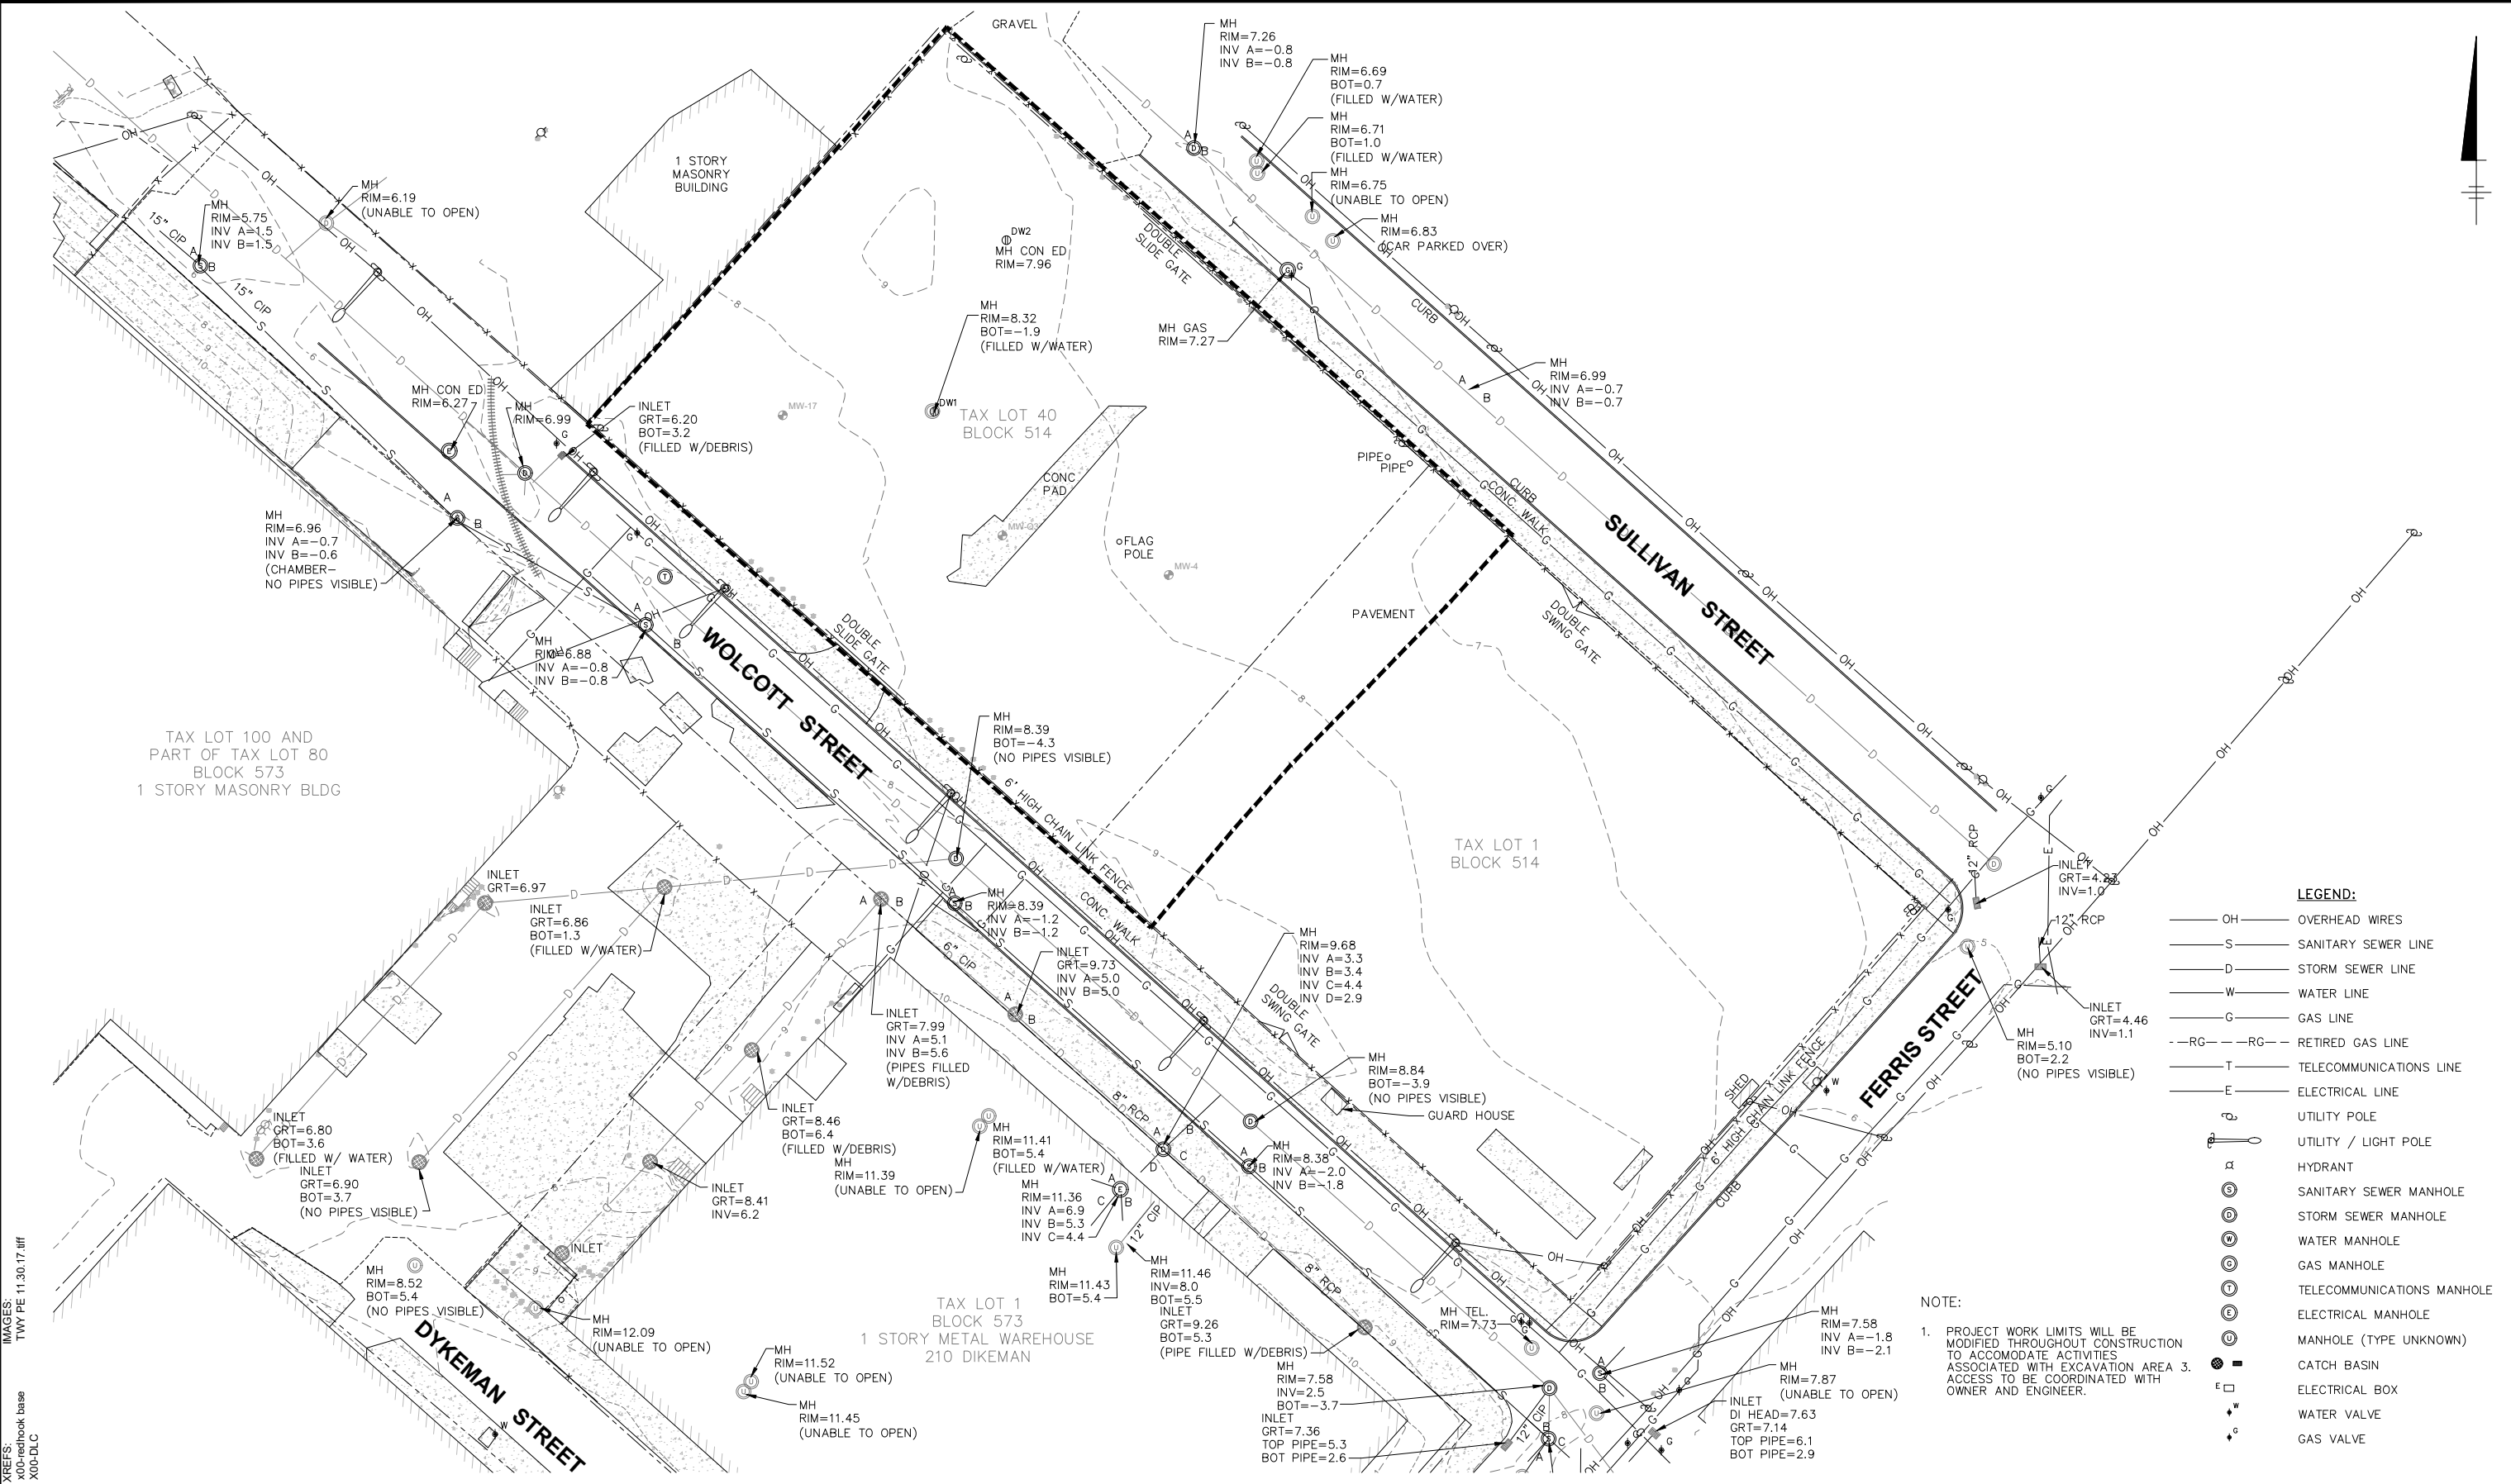 GRAVEL
MH
RIM=7.26
INV A=-0.8
INV B=-0.8
MH
RIM=6.69
BOT=0.7
(FILLED W/WATER)
MH
RIM=6.71
BOT=1.0
(FILLED W/WATER)
MH
RIM=6.75
(UNABLE TO OPEN)
MH
RIM=6.83
(CAR PARKED OVER)
1 STORY
MASONRY
BUILDING
MH
RIM=6.19
(UNABLE TO OPEN)
MH
RIM=5.75
INV A=1.5
INV B=1.5
15" CIP
15" CIP
DW2
MH CON ED
RIM=7.96
DOUBLE
SLIDE GATE
MH
RIM=8.32
BOT=-1.9
(FILLED W/WATER)
MH GAS
RIM=7.27
CURB
MH
RIM=6.99
INV A=-0.7
INV B=-0.7
MH CON ED
RIM=6.27
MH
RIM=6.99
INLET
GRT=6.20
BOT=3.2
(FILLED W/DEBRIS)
MW-17
DW1
TAX LOT 40
BLOCK 514
PIPE
PIPE
CONC
PAD
CURB
CONC. WALK
FLAG
POLE
MW-4
SULLIVAN STREET
MH
RIM=6.96
INV A=-0.7
INV B=-0.6
(CHAMBER-
NO PIPES VISIBLE)
PAVEMENT
DOUBLE
SWING GATE
DOUBLE
SLIDE GATE
MH
RIM=6.88
INV A=-0.8
INV B=-0.8
WOLCOTT STREET
MH
RIM=8.39
BOT=-4.3
(NO PIPES VISIBLE)
TAX LOT 100 AND
PART OF TAX LOT 80
BLOCK 573
1 STORY MASONRY BLDG
6' HIGH CHAIN LINK FENCE
CONC. WALK
TAX LOT 1
BLOCK 514
12" RCP
INLET
GRT=4.23
INV=1.0
12" RCP
INLET
GRT=6.97
INLET
GRT=6.86
BOT=1.3
(FILLED W/WATER)
MH
RIM=8.39
INV A=-1.2
INV B=-1.2
6" CIP
INLET
GRT=9.73
INV A=5.0
INV B=5.0
MH
RIM=9.68
INV A=3.3
INV B=3.4
INV C=4.4
INV D=2.9
DOUBLE
SWING GATE
INLET
GRT=7.99
INV A=5.1
INV B=5.6
(PIPES FILLED
W/DEBRIS)
FERRIS STREET
INLET
GRT=4.46
INV=1.1
MH
RIM=5.10
BOT=2.2
(NO PIPES VISIBLE)
MH
RIM=8.84
BOT=-3.9
(NO PIPES VISIBLE)
GUARD HOUSE
SHED
6' HIGH CHAIN LINK FENCE
CURB
INLET
GRT=6.80
BOT=3.6
(FILLED W/ WATER)
INLET
GRT=6.90
BOT=3.7
(NO PIPES VISIBLE)
INLET
GRT=8.46
BOT=6.4
(FILLED W/DEBRIS)
MH
RIM=11.39
(UNABLE TO OPEN)
MH
RIM=11.41
BOT=5.4
(FILLED W/WATER)
8" RCP
MH
RIM=8.38
INV A=-2.0
INV B=-1.8
INLET
GRT=8.41
INV=6.2
MH
RIM=11.36
INV A=6.9
INV B=5.3
INV C=4.4
12" CIP
INLET
MH
RIM=8.52
BOT=5.4
(NO PIPES VISIBLE)
MH
RIM=11.43
BOT=5.4
MH
RIM=11.46
INV=8.0
BOT=5.5
8" RCP
INLET
GRT=9.26
BOT=5.3
(PIPE FILLED W/DEBRIS)
TAX LOT 1
BLOCK 573
1 STORY METAL WAREHOUSE
210 DIKEMAN
MH
RIM=12.09
(UNABLE TO OPEN)
MH
RIM=11.52
(UNABLE TO OPEN)
MH
RIM=11.45
(UNABLE TO OPEN)
DYKEMAN STREET
MH TEL.
RIM=7.73
MH
RIM=7.58
INV A=-1.8
INV B=-2.1
MH
RIM=7.87
(UNABLE TO OPEN)
MH
RIM=7.58
INV=2.5
BOT=-3.7
INLET
GRT=7.36
TOP PIPE=5.3
BOT PIPE=2.6
12" CIP
INLET
DI HEAD=7.63
GRT=7.14
TOP PIPE=6.1
BOT PIPE=2.9
NOTE:
1. PROJECT WORK LIMITS WILL BE
MODIFIED THROUGHOUT CONSTRUCTION
TO ACCOMODATE ACTIVITIES
ASSOCIATED WITH EXCAVATION AREA 3.
ACCESS TO BE COORDINATED WITH
OWNER AND ENGINEER.
LEGEND:
OH OVERHEAD WIRES
S SANITARY SEWER LINE
D STORM SEWER LINE
W WATER LINE
G GAS LINE
RG RG RETIRED GAS LINE
T TELECOMMUNICATIONS LINE
E ELECTRICAL LINE
UTILITY POLE
UTILITY / LIGHT POLE
HYDRANT
S SANITARY SEWER MANHOLE
D STORM SEWER MANHOLE
W WATER MANHOLE
G GAS MANHOLE
T TELECOMMUNICATIONS MANHOLE
E ELECTRICAL MANHOLE
U MANHOLE (TYPE UNKNOWN)
CATCH BASIN
E ELECTRICAL BOX
W WATER VALVE
G GAS VALVE
IMAGES:
TWY PE 11.30.17.tiff
XREFS:
x00-redhook base
X00-DLC